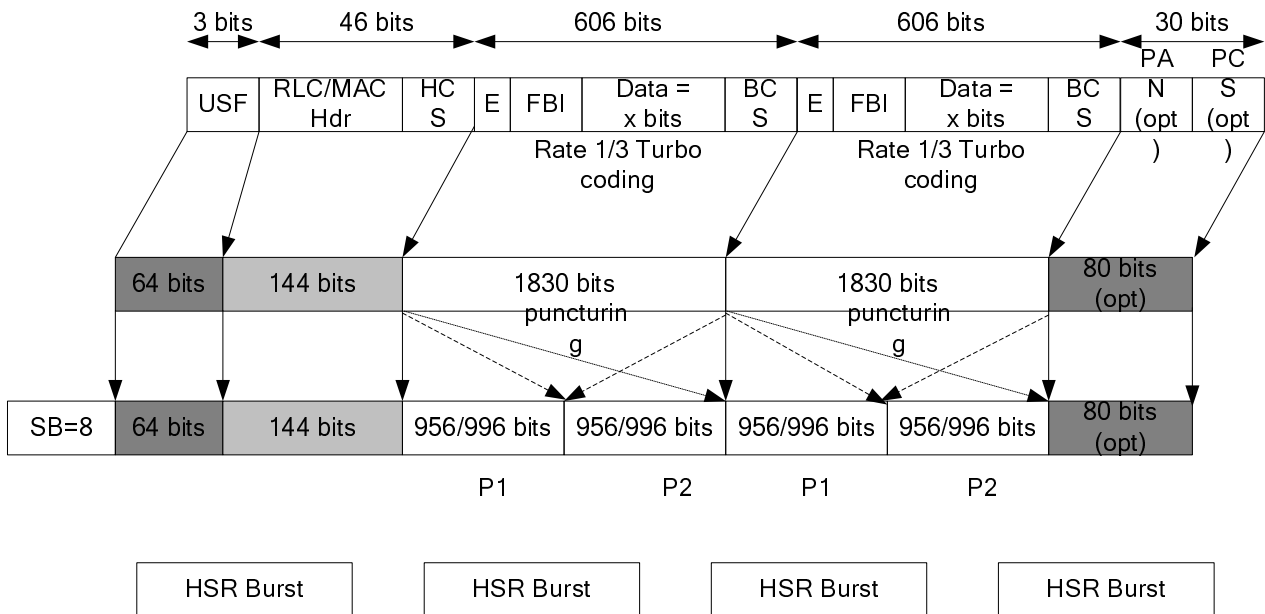 3 bits 46 bits 606 bits 606 bits 30 bits
USF RLC/MAC Hdr HC S E FBI Data = x bits BC S E FBI Data = x bits BC S PA N (opt ) PC S (opt )
Rate 1/3 Turbo coding Rate 1/3 Turbo coding
64 bits 144 bits 1830 bits 1830 bits 80 bits (opt)
puncturin g puncturin g
SB=8 64 bits 144 bits 956/996 bits 956/996 bits 956/996 bits 956/996 bits 80 bits (opt)
P1 P2 P1 P2
HSR Burst HSR Burst HSR Burst HSR Burst